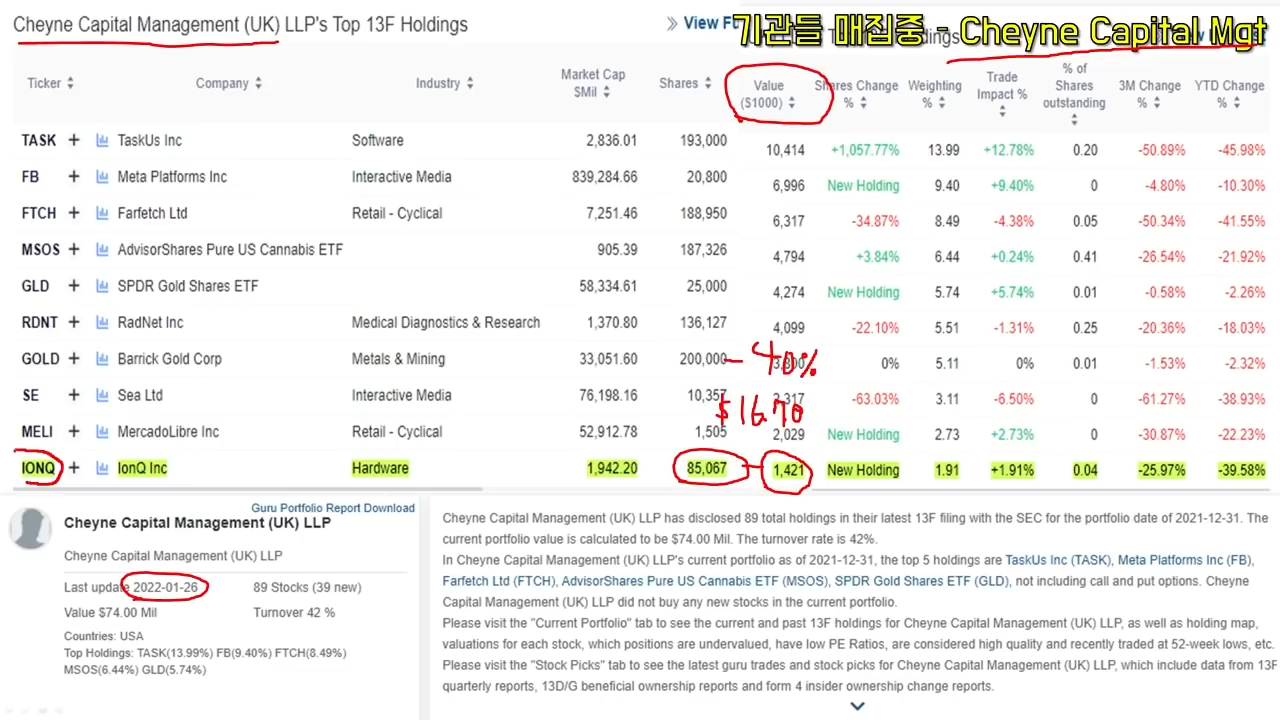 Cheyne Capital Management (UK) LLP's Top 13F Holdings
View Fu
기관들 매집중 - Cheyne Capital Mgt
Ticker Company Industry Market Cap $Mil Shares Value ($1000) Shares Change % Weighting % Trade Impact % % of Shares outstanding 3M Change % YTD Change %
TASK + TaskUs Inc Software 2,836.01 193,000 10,414 +1,057.77% 13.99 +12.78% 0.20 -50.89% -45.98%
FB + Meta Platforms Inc Interactive Media 839,284.66 20,800 6,996 New Holding 9.40 +9.40% 0 -4.80% -10.30%
FTCH + Farfetch Ltd Retail - Cyclical 7,251.46 188,950 6,317 -34.87% 8.49 -4.38% 0.05 -50.34% -41.55%
MSOS + AdvisorShares Pure US Cannabis ETF 905.39 187,326 4,794 +3.84% 6.44 +0.24% 0.41 -26.54% -21.92%
GLD + SPDR Gold Shares ETF 58,334.61 25,000 4,274 New Holding 5.74 +5.74% 0.01 -0.58% -2.26%
RDNT + RadNet Inc Medical Diagnostics & Research 1,370.80 136,127 4,099 -22.10% 5.51 -1.31% 0.25 -20.36% -18.03%
GOLD + Barrick Gold Corp Metals & Mining 33,051.60 200,000 3,800 0% 5.11 0% 0.01 -1.53% -2.32%
- 40%
SE + Sea Ltd Interactive Media 76,198.16 10,357 2,317 -63.03% 3.11 -6.50% 0 -61.27% -38.93%
$16.70
MELI + MercadoLibre Inc Retail - Cyclical 52,912.78 1,505 2,029 New Holding 2.73 +2.73% 0 -30.87% -22.23%
IONQ + IonQ Inc Hardware 1,942.20 85,067 1,421 New Holding 1.91 +1.91% 0.04 -25.97% -39.58%
Guru Portfolio Report Download
Cheyne Capital Management (UK) LLP
Cheyne Capital Management (UK) LLP
Last update 2022-01-26 89 Stocks (39 new)
Value $74.00 Mil Turnover 42 %
Countries: USA
Top Holdings: TASK(13.99%) FB(9.40%) FTCH(8.49%)
MSOS(6.44%) GLD(5.74%)
Cheyne Capital Management (UK) LLP has disclosed 89 total holdings in their latest 13F filing with the SEC for the portfolio date of 2021-12-31. The
current portfolio value is calculated to be $74.00 Mil. The turnover rate is 42%.
In Cheyne Capital Management (UK) LLP's current portfolio as of 2021-12-31, the top 5 holdings are TaskUs Inc (TASK), Meta Platforms Inc (FB),
Farfetch Ltd (FTCH), AdvisorShares Pure US Cannabis ETF (MSOS), SPDR Gold Shares ETF (GLD), not including call and put options. Cheyne
Capital Management (UK) LLP did not buy any new stocks in the current portfolio.
Please visit the "Current Portfolio" tab to see the current and past 13F holdings for Cheyne Capital Management (UK) LLP, as well as holding map,
valuations for each stock, which positions are undervalued, have low PE Ratios, are considered high quality and recently traded at 52-week lows, etc.
Please visit the "Stock Picks" tab to see the latest guru trades and stock picks for Cheyne Capital Management (UK) LLP, which include data from 13F
quarterly reports, 13D/G beneficial ownership reports and form 4 insider ownership change reports.